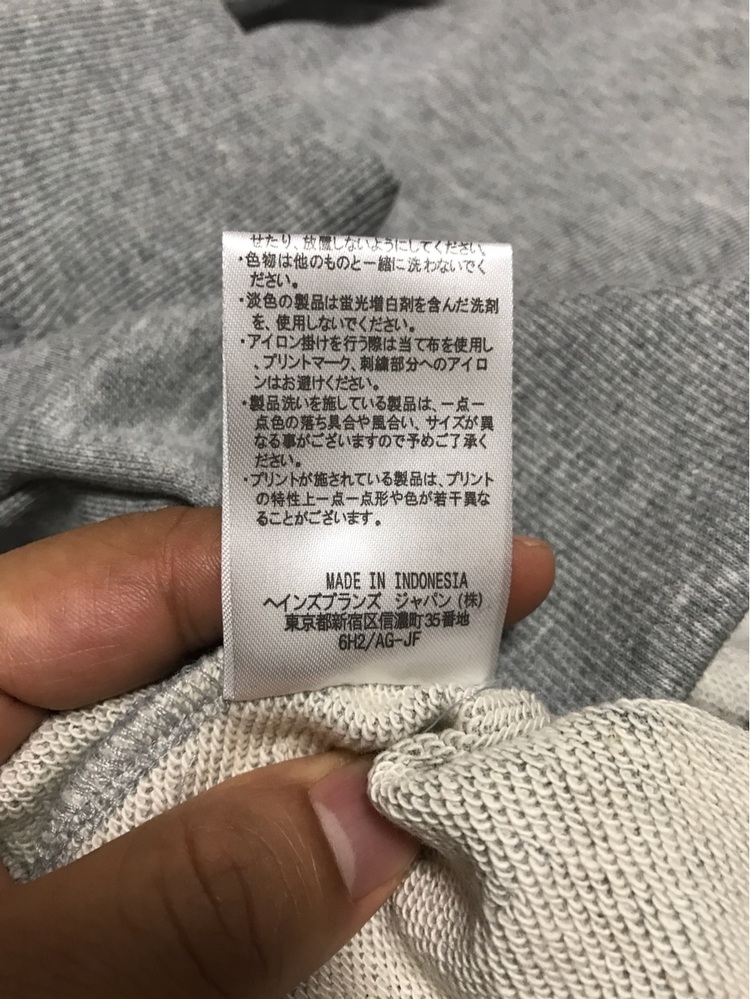 せたり、放置しないようにしてください。
・色物は他のものと一緒に洗わないでく
ださい。
・淡色の製品は蛍光増白剤を含んだ洗剤
を、使用しないでください。
・アイロン掛けを行う際は当て布を使用し
、プリントマーク、刺繍部分へのアイロ
ンはお避けください。
・製品洗いを施している製品は、一点一
点色の落ち具合や風合い、サイズが異
なる事がございますので予めご了承く
ださい。
・プリントが施されている製品は、プリント
の特性上一点一点形や色が若干異な
ることがございます。
MADE IN INDONESIA
ヘインズブランズ ジャパン(株)
東京都新宿区信濃町35番地
6H2/AG-JF